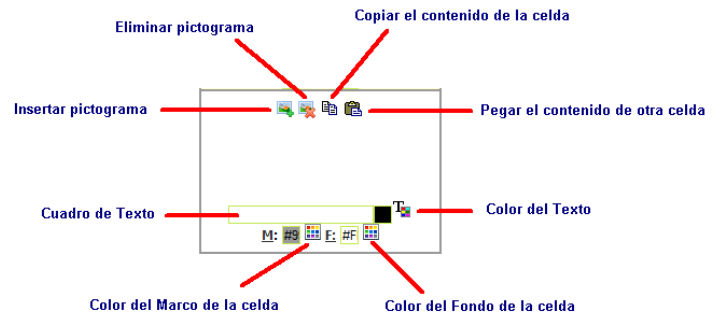 Copiar el contenido de la celda
Eliminar pictograma
Insertar pictograma
Pegar el contenido de otra celda
Cuadro de Texto
T
Color del Texto
M: #9 F: #F
Color del Marco de la celda
Color del Fondo de la celda